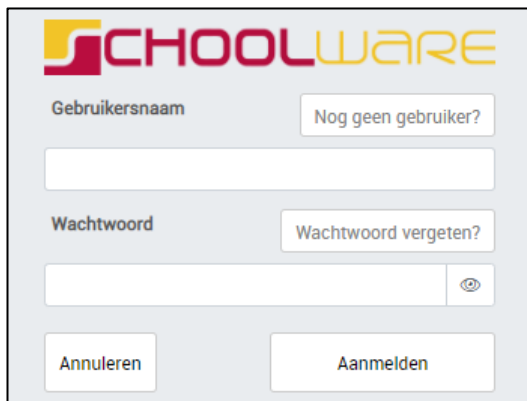 SCHOOLWARE
Gebruikersnaam
Nog geen gebruiker?
Wachtwoord
Wachtwoord vergeten?
Annuleren
Aanmelden